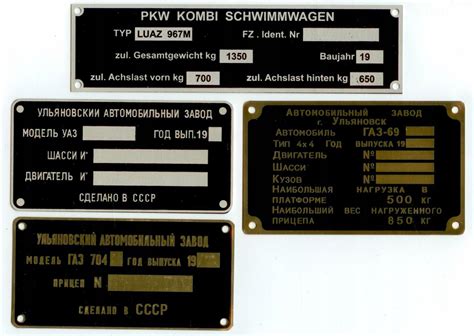 PKW KOMBI SCHWIMMWAGEN
TYP LUAZ 967M FZ. Ident. Nr
zul. Gesamtgewicht kg 1350 Baujahr 19
zul. Achslast vorn kg 700 zul. Achslast hinten kg 650
УЛЬЯНОВСКИЙ АВТОМОБИЛЬНЫЙ ЗАВОД
МОДЕЛЬ УАЗ ГОД ВЫП. 19
ШАССИ №
ДВИГАТЕЛЬ №
СДЕЛАНО В СССР
АВТОМОБИЛЬНЫЙ ЗАВОД
г. УЛЬЯНОВСК
АВТОМОБИЛЬ ГАЗ-69
ТИП 4х4 ГОД ВЫПУСКА 19
ДВИГАТЕЛЬ №
ШАССИ №
КУЗОВ №
НАИБОЛЬШАЯ НАГРУЗКА В
ПЛАТФОРМЕ 500 КГ
НАИБОЛЬШИЙ ВЕС НАГРУЖЕННОГО
ПРИЦЕПА 850 КГ
УЛЬЯНОВСКИЙ АВТОМОБИЛЬНЫЙ ЗАВОД
МОДЕЛЬ ГАЗ 704 ГОД ВЫПУСКА 19
ПРИЦЕП №
СДЕЛАНО В СССР